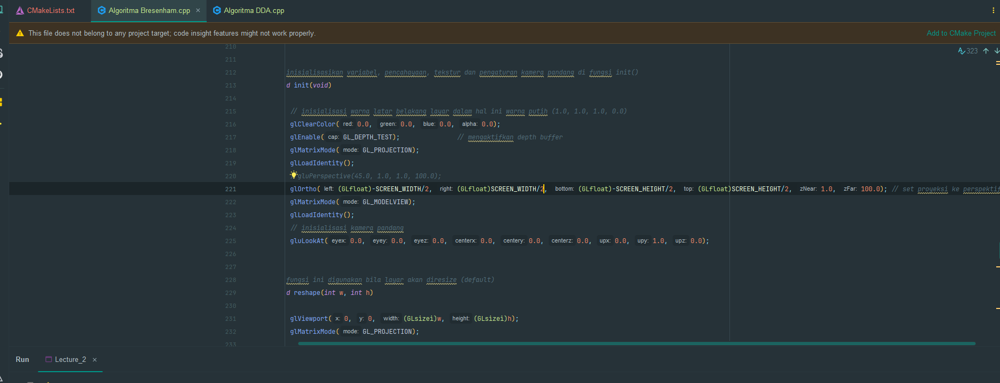 CMakeLists.txt Algoritma Bresenham.cpp × Algoritma DDA.cpp
This file does not belong to any project target; code insight features might not work properly. Add to CMake Project
210
323
211
212 inisialisasikan variabel, pencahayaan, tekstur dan pengaturan kamera pandang di fungsi init()
213 d init(void)
214
215 // inisialisasi warna latar belakang layar dalam hal ini warna putih (1.0, 1.0, 1.0, 0.0)
216 glClearColor( red: 0.0, green: 0.0, blue: 0.0, alpha: 0.0);
217 glEnable( cap: GL_DEPTH_TEST); // mengaktifkan depth buffer
218 glMatrixMode( mode: GL_PROJECTION);
219 glLoadIdentity();
220 gluPerspective(45.0, 1.0, 1.0, 100.0);
221 glOrtho( left: (GLfloat)-SCREEN_WIDTH/2, right: (GLfloat)SCREEN_WIDTH/2, bottom: (GLfloat)-SCREEN_HEIGHT/2, top: (GLfloat)SCREEN_HEIGHT/2, zNear: 1.0, zFar: 100.0); // set proyeksi ke perspektif
222 glMatrixMode( mode: GL_MODELVIEW);
223 glLoadIdentity();
224 // inisialisasi kamera pandang
225 gluLookAt( eyex: 0.0, eyey: 0.0, eyez: 0.0, centerx: 0.0, centery: 0.0, centerz: 0.0, upx: 0.0, upy: 1.0, upz: 0.0);
226
227
228 fungsi ini digunakan bila layar akan diresize (default)
229 d reshape(int w, int h)
230
231 glViewport( x: 0, y: 0, width: (GLsizei)w, height: (GLsizei)h);
232 glMatrixMode( mode: GL_PROJECTION);
233
Run Lecture_2 ×